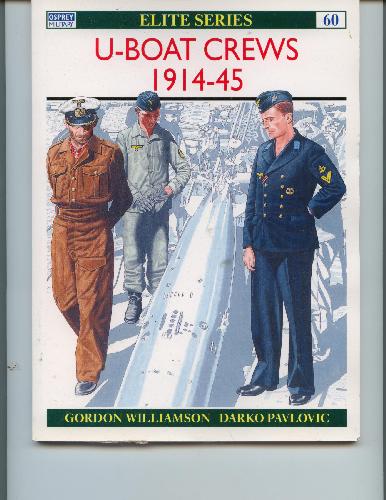 OSPREY
MILITARY
ELITE SERIES
60
U-BOAT CREWS
1914-45
GORDON WILLIAMSON DARKO PAVLOVIC